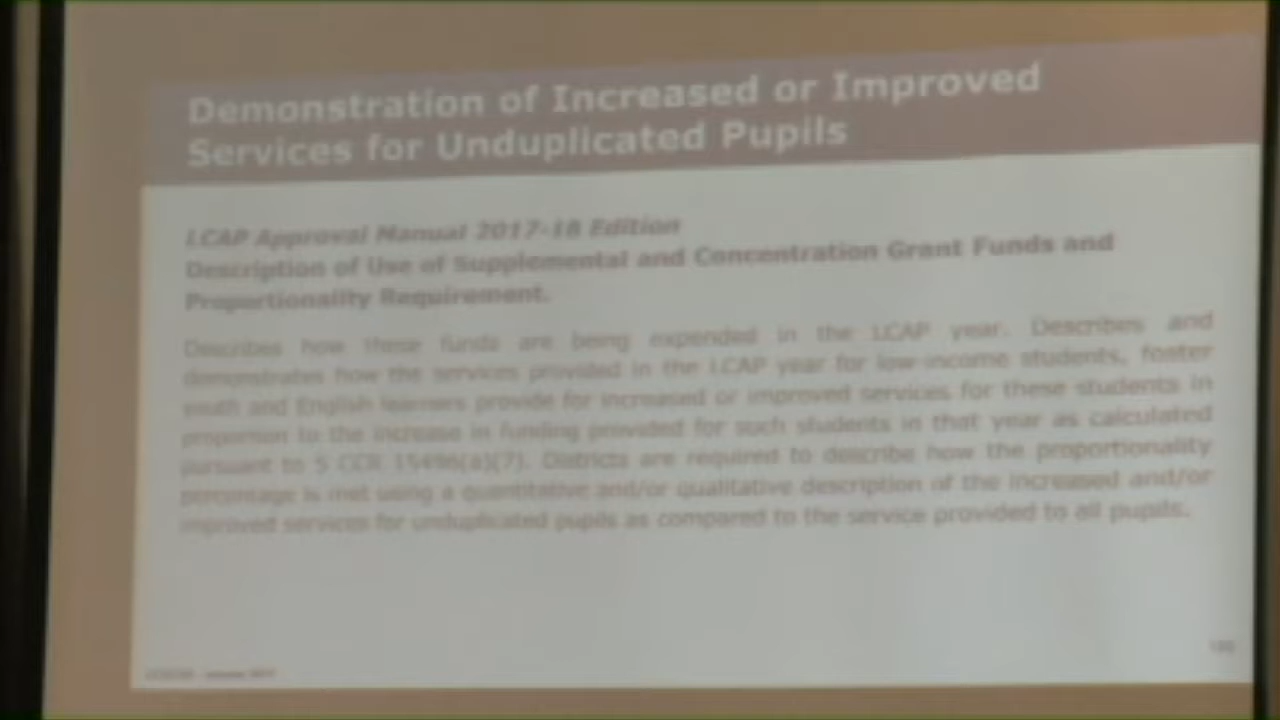 Demonstration of Increased or Improved
Services for Unduplicated Pupils
LCAP Approval Manual 2017-18 Edition
Description of Use of Supplemental and Concentration Grant Funds and
Proportionality Requirement.
Describes how these funds are being expended in the LCAP year. Describes and
demonstrates how the services provided in the LCAP year for low-income students, foster
youth and English learners provide for increased or improved services for these students in
proportion to the increase in funding provided for such students in that year as calculated
pursuant to 5 CCR 15496(a)(7). Districts are required to describe how the proportionality
percentage is met using a quantitative and/or qualitative description of the increased and/or
improved services for unduplicated pupils as compared to the service provided to all pupils.